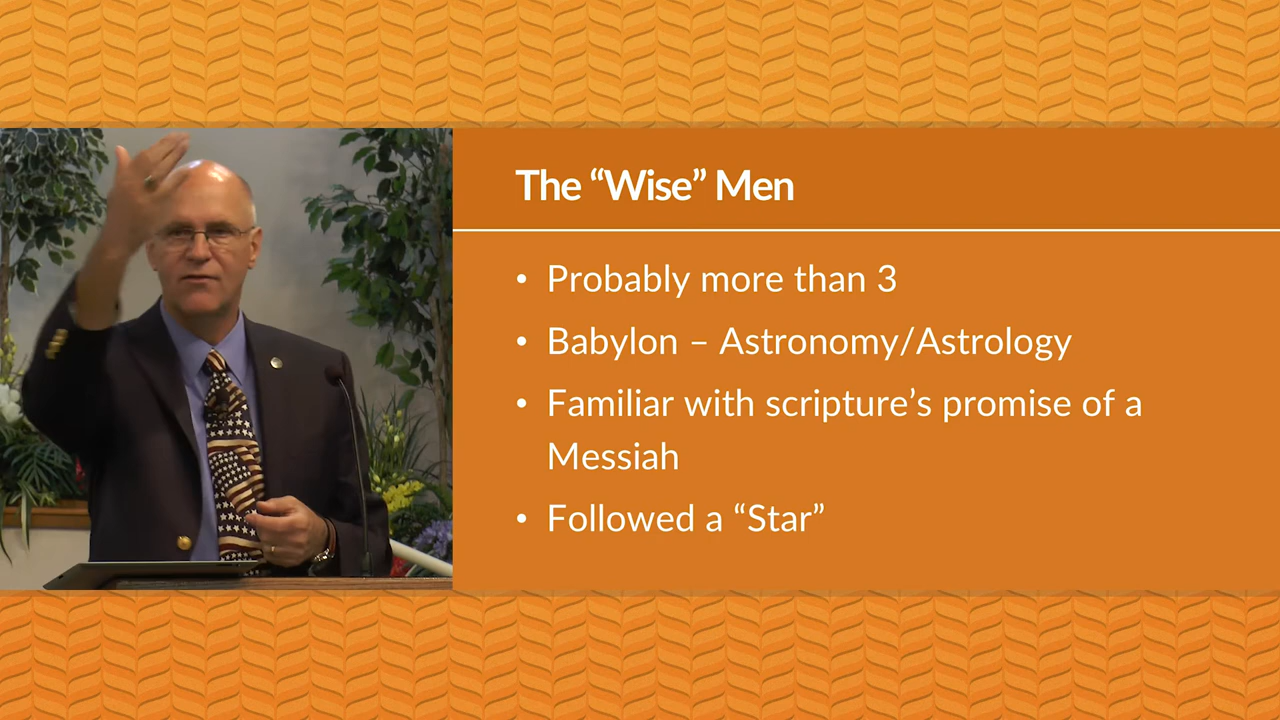 The “Wise” Men
• Probably more than 3
• Babylon – Astronomy/Astrology
• Familiar with scripture’s promise of a
Messiah
• Followed a “Star”